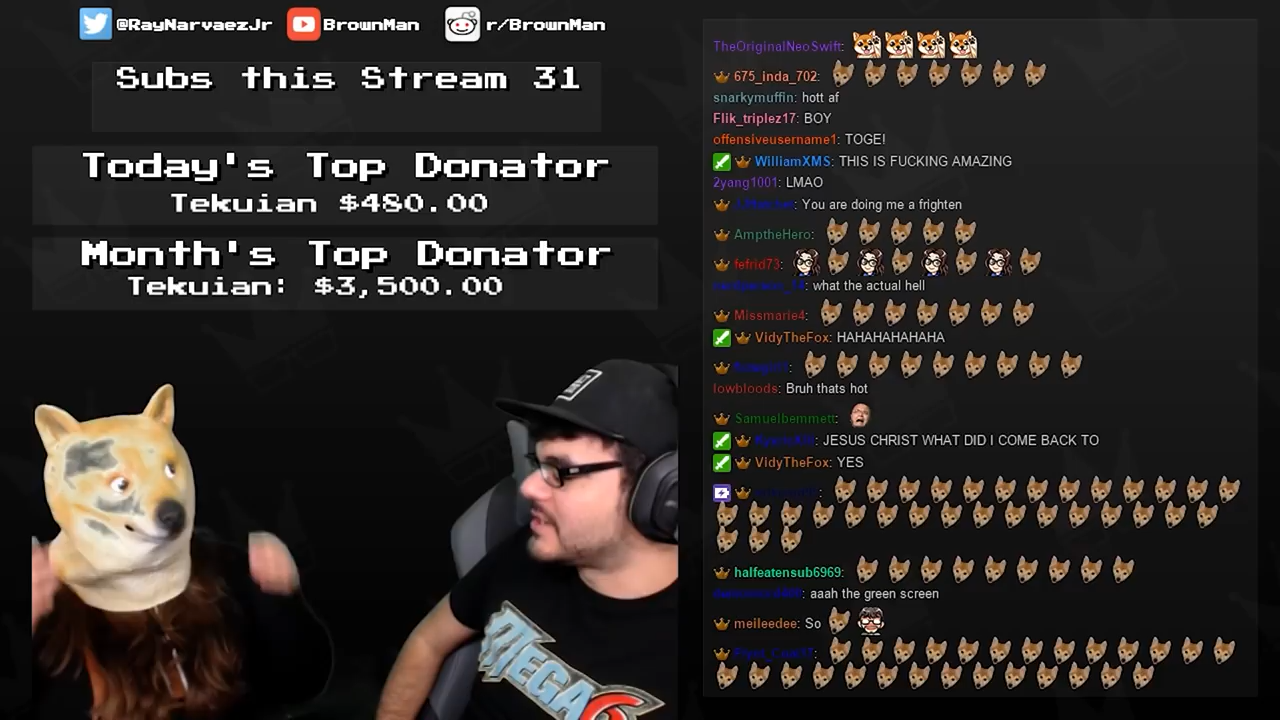 @RayNarvaezJr BrownMan r/BrownMan
Subs this Stream 31
Today's Top Donator
Tekuian $480.00
Month's Top Donator
Tekuian: $3,500.00
MEGA
TheOriginalNeoSwift:
675_inda_702:
snarkymuffin: hott af
Flik_triplez17: BOY
offensiveusername1: TOGE!
WilliamXMS: THIS IS FUCKING AMAZING
2yang1001: LMAO
You are doing me a frighten
AmptheHero:
fefrid73:
what the actual hell
Missmarie4:
VidyTheFox: HAHAHAHAHAHA
lowbloods: Bruh thats hot
Samuelbemmett:
JESUS CHRIST WHAT DID I COME BACK TO
VidyTheFox: YES
halfeatensub6969:
aaah the green screen
meileedee: So